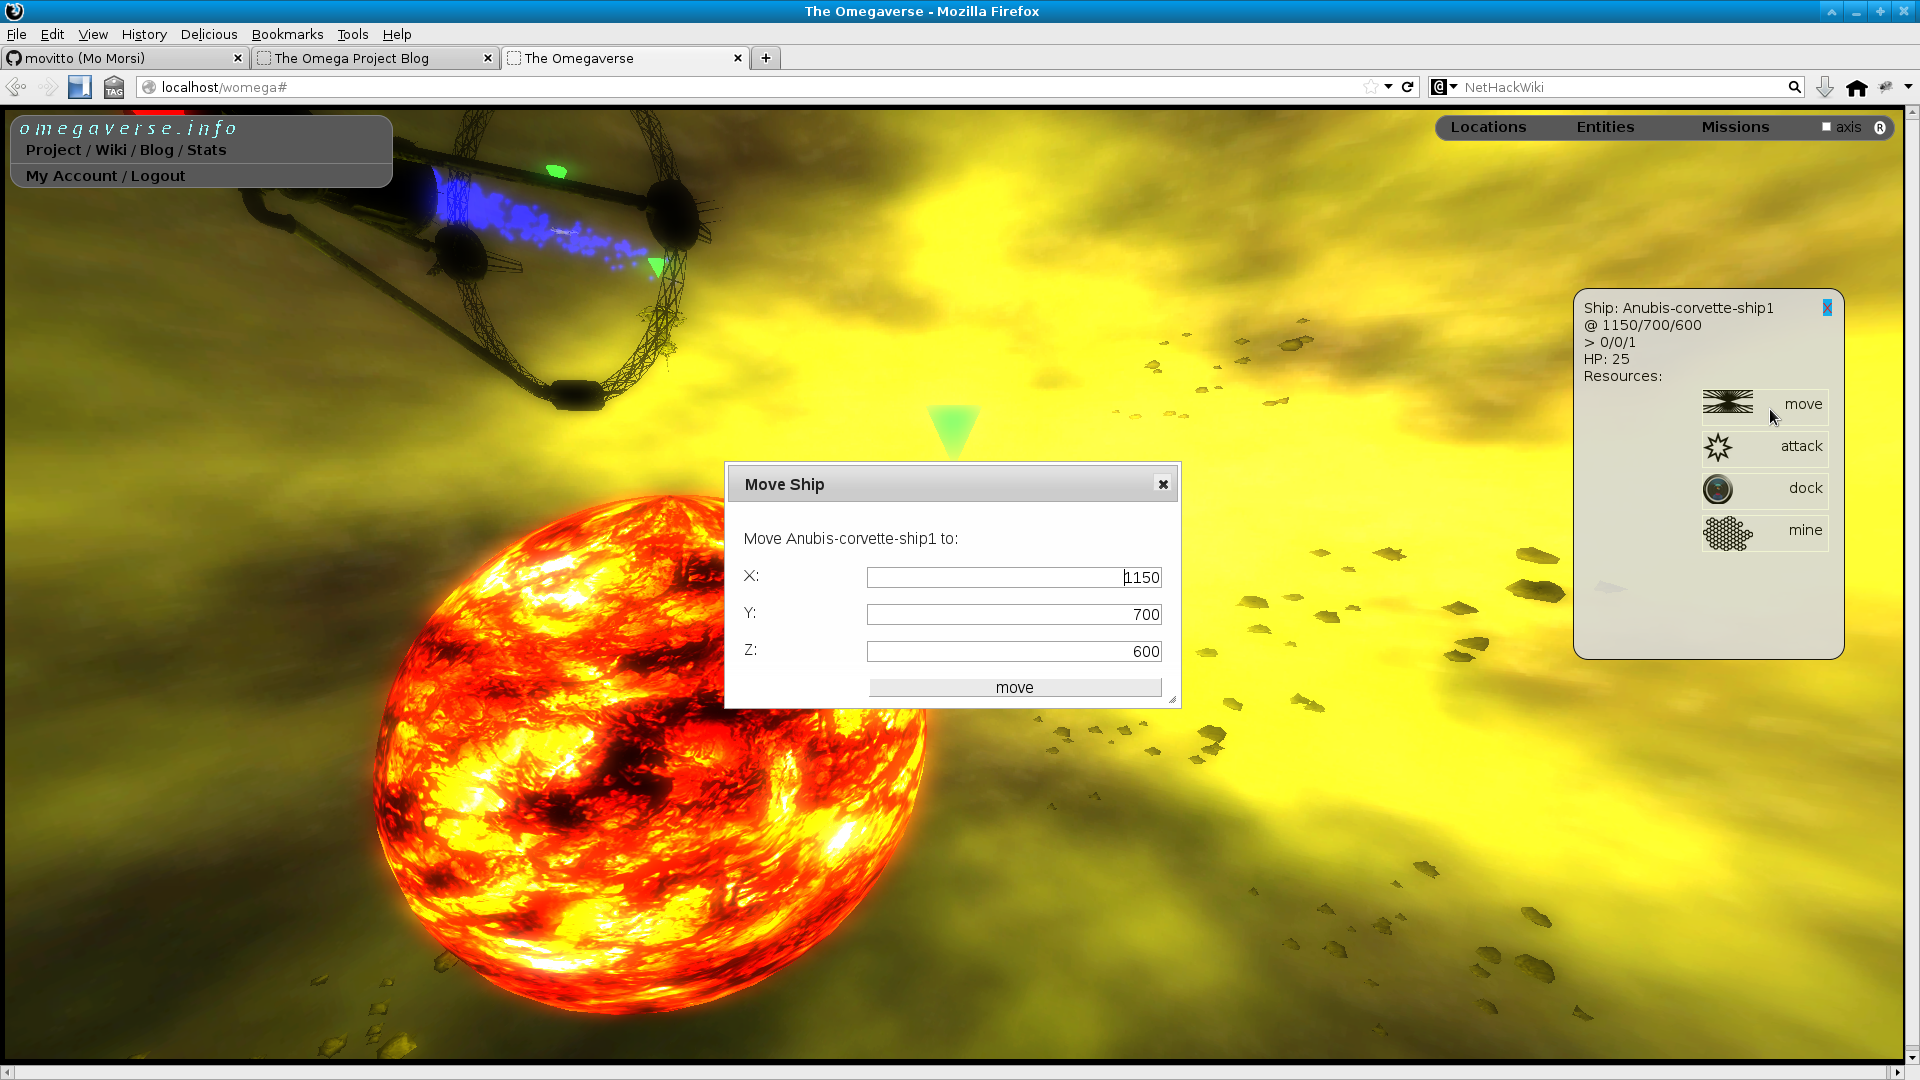 The Omegaverse - Mozilla Firefox
File Edit View History Delicious Bookmarks Tools Help
movitto (Mo Morsi) The Omega Project Blog The Omegaverse
TAG localhost/womega# NetHackWiki
omegaverse.info
Project / Wiki / Blog / Stats
My Account / Logout
Locations Entities Missions axis R
Ship: Anubis-corvette-ship1 X
@ 1150/700/600
> 0/0/1
HP: 25
Resources:
move
attack
dock
mine
Move Ship
Move Anubis-corvette-ship1 to:
X: 1150
Y: 700
Z: 600
move